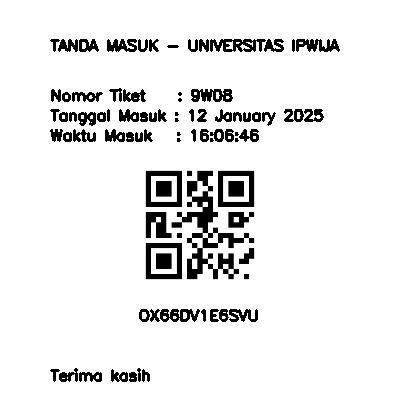 TANDA MASUK - UNIVERSITAS IPWIJA
Nomor Tiket : 9W08
Tanggal Masuk : 12 January 2025
Waktu Masuk : 16:06:46
OX66DV1E6SVU
Terima kasih